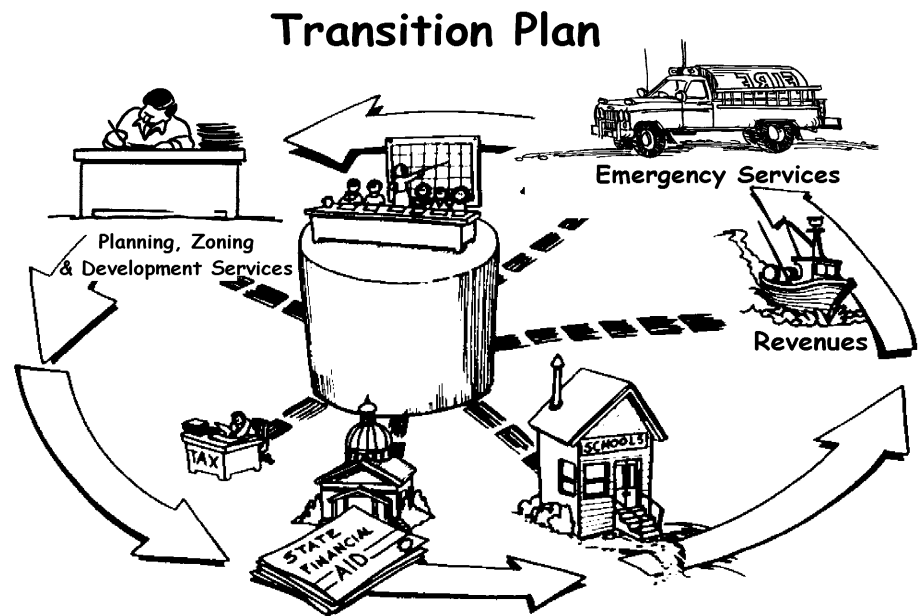 Transition Plan
FIRE
Emergency Services
Planning, Zoning
& Development Services
Revenues
SCHOOLS
TAX
STATE
FINANCIAL
AID